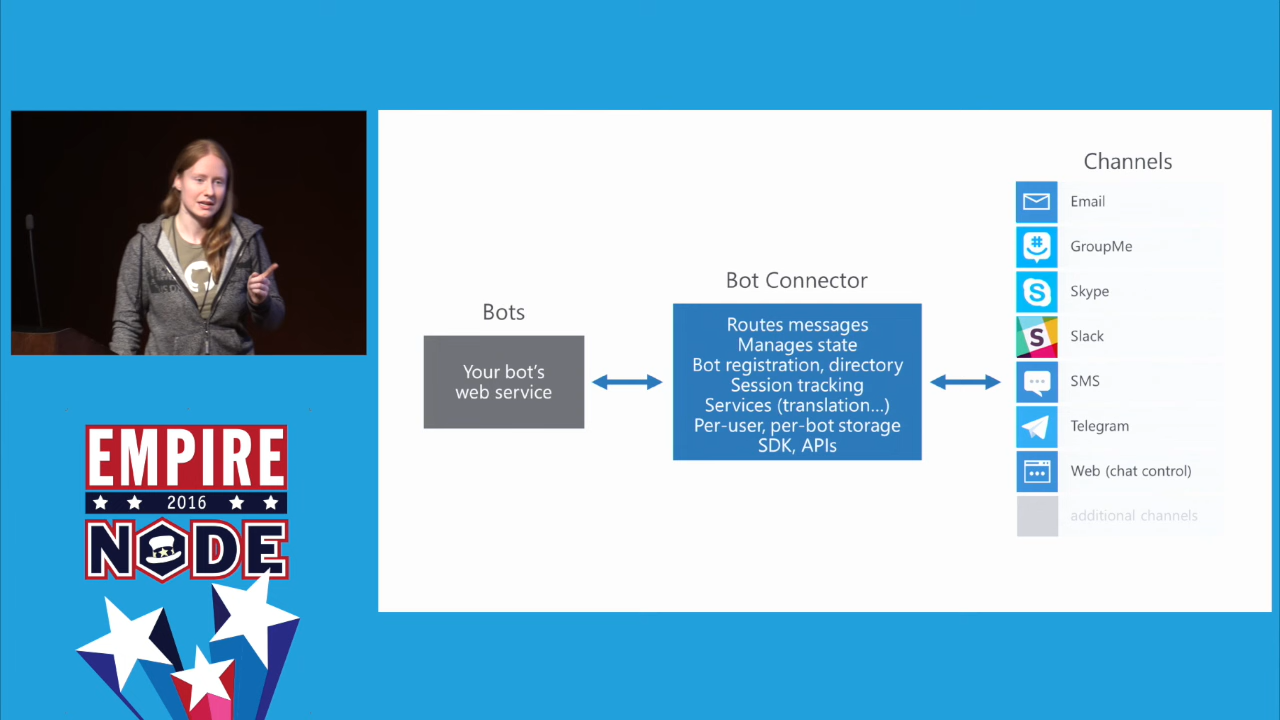 Channels
Email
GroupMe
Skype
Slack
SMS
Telegram
Web (chat control)
additional channels
Bot Connector
Routes messages
Manages state
Bot registration, directory
Session tracking
Services (translation...)
Per-user, per-bot storage
SDK, APIs
Bots
Your bot's
web service
EMPIRE
2016
NODE